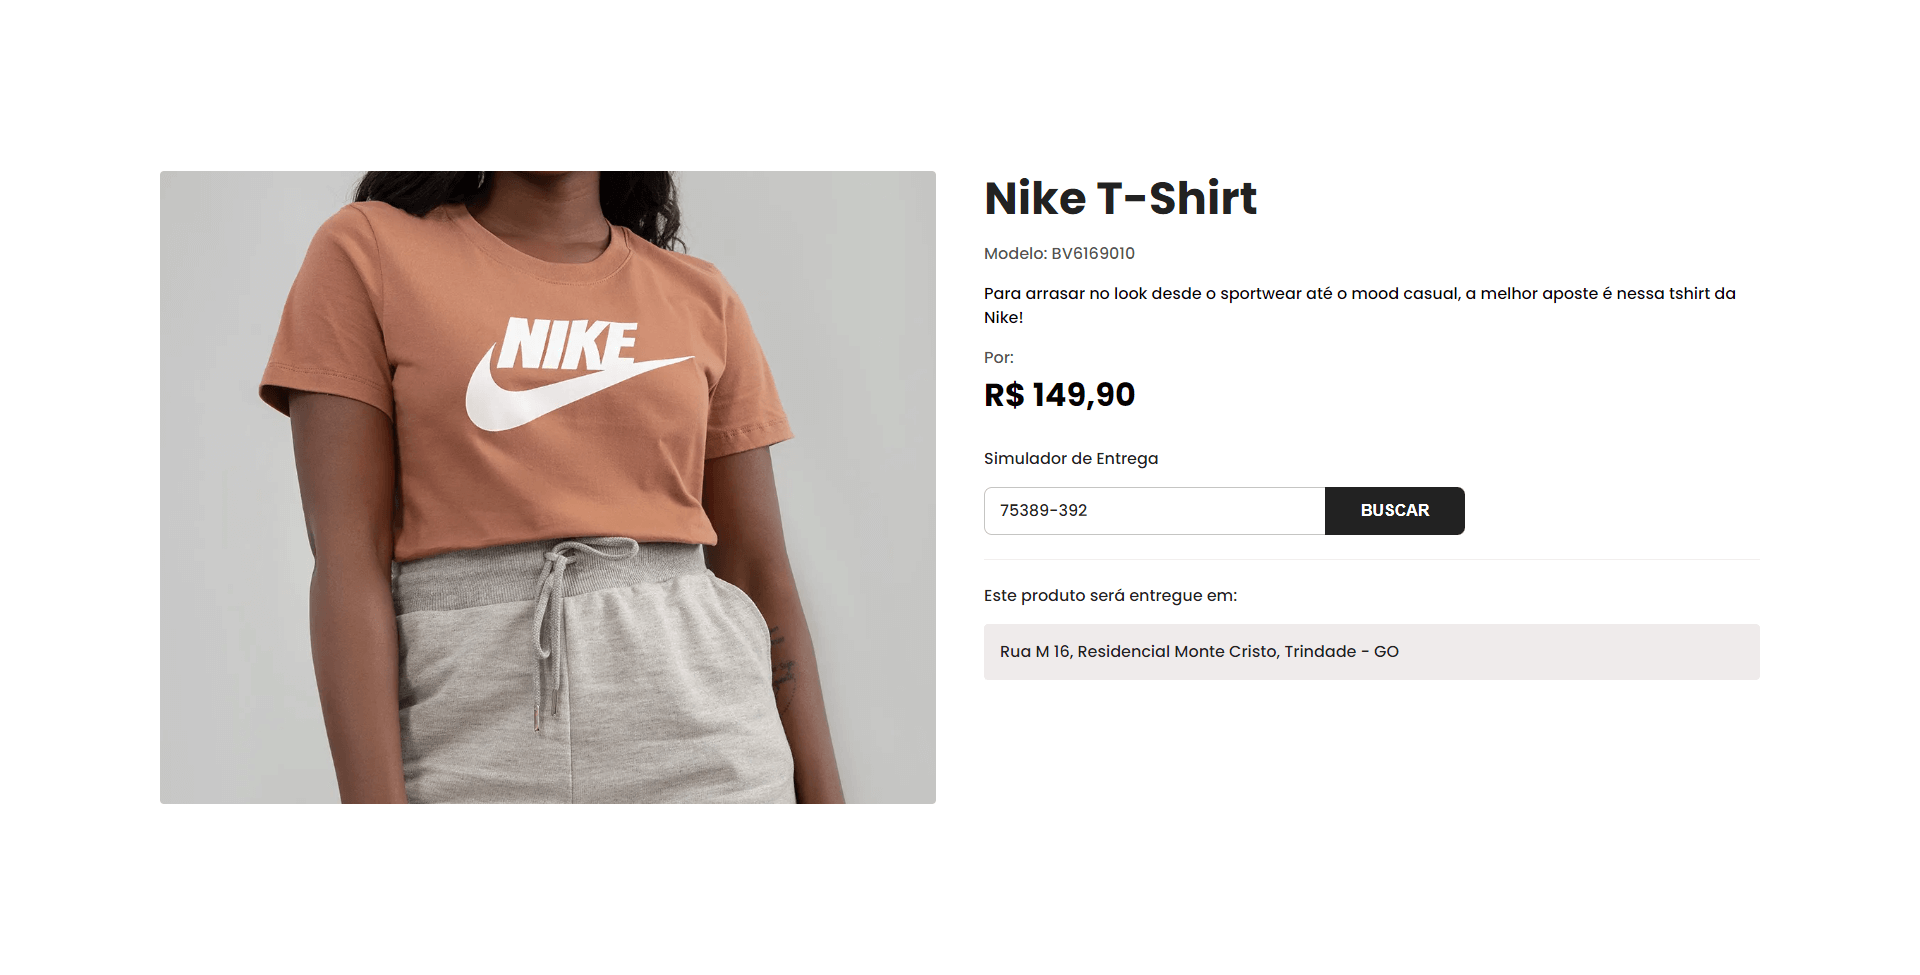 NIKE
Nike T-Shirt
Modelo: BV6169010
Para arrasar no look desde o sportwear até o mood casual, a melhor aposte é nessa tshirt da
Nike!
Por:
R$ 149,90
Simulador de Entrega
75389-392
BUSCAR
Este produto será entregue em:
Rua M 16, Residencial Monte Cristo, Trindade - GO